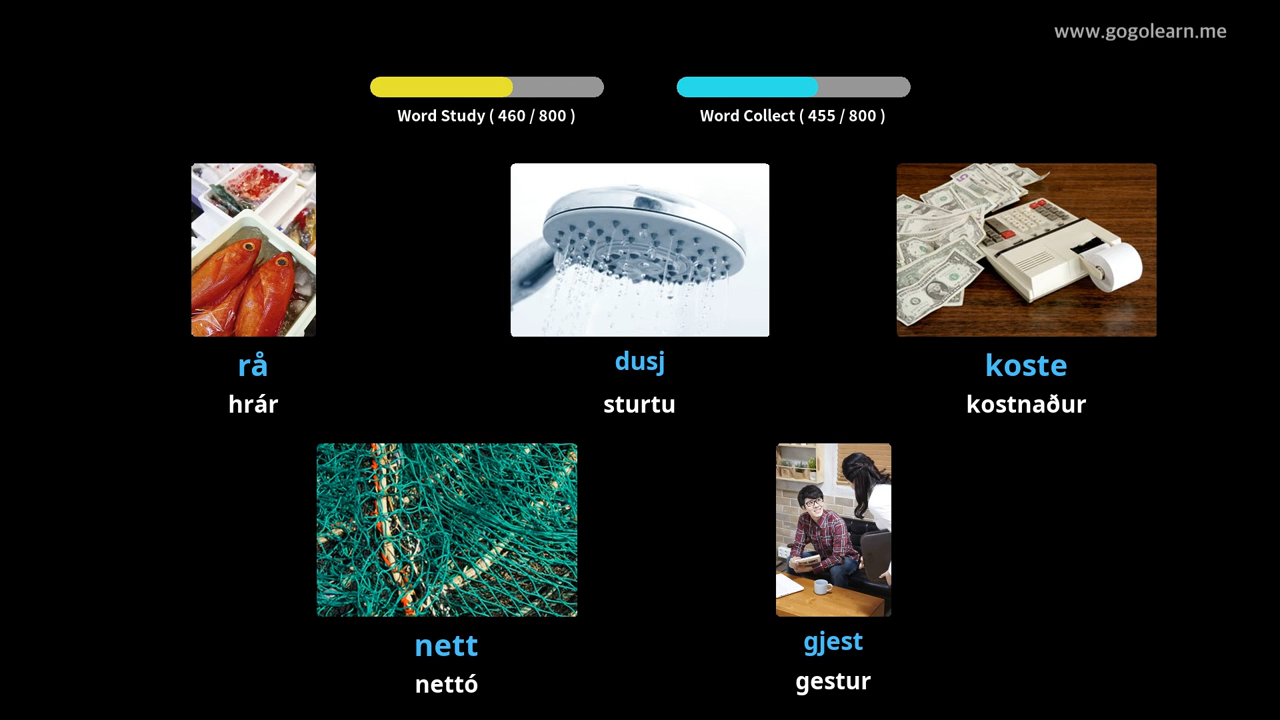 www.gogolearn.me
Word Study ( 460 / 800 )
Word Collect ( 455 / 800 )
rå
hrár
dusj
sturtu
koste
kostnaður
nett
nettó
gjest
gestur